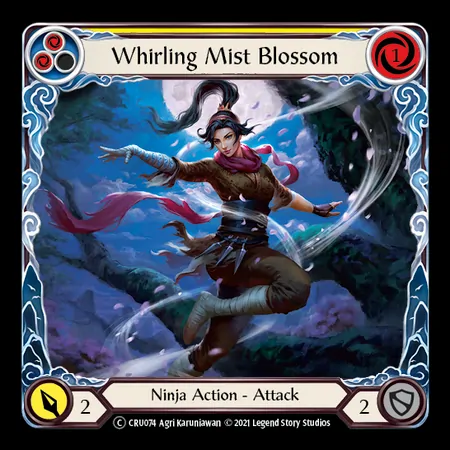 Whirling Mist Blossom
1
Ninja Action - Attack
2
2
© CRU074 Agri Karuniawan © 2021 Legend Story Studios